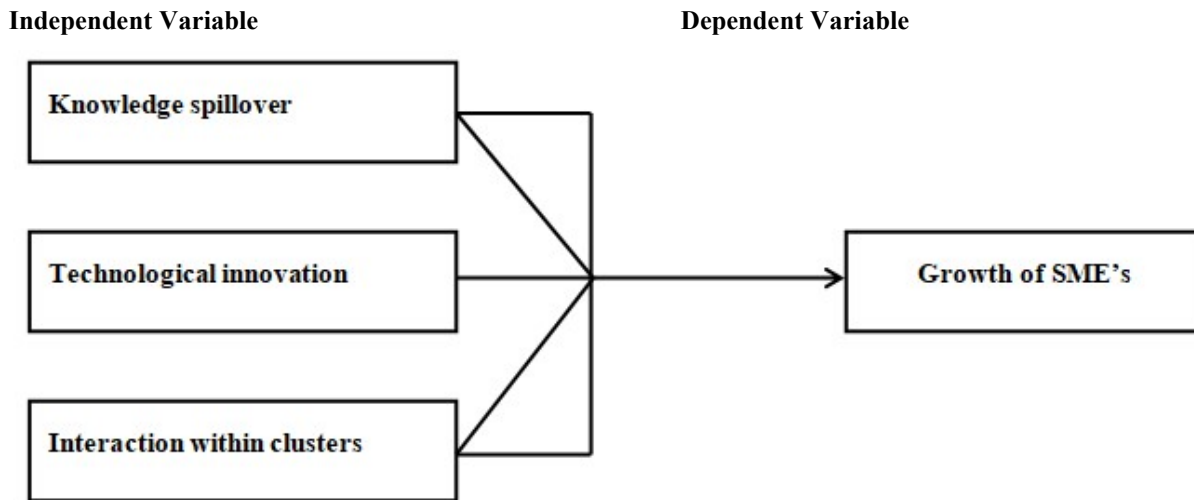 Independent Variable
Dependent Variable
Knowledge spillover
Technological innovation
Growth of SME’s
Interaction within clusters